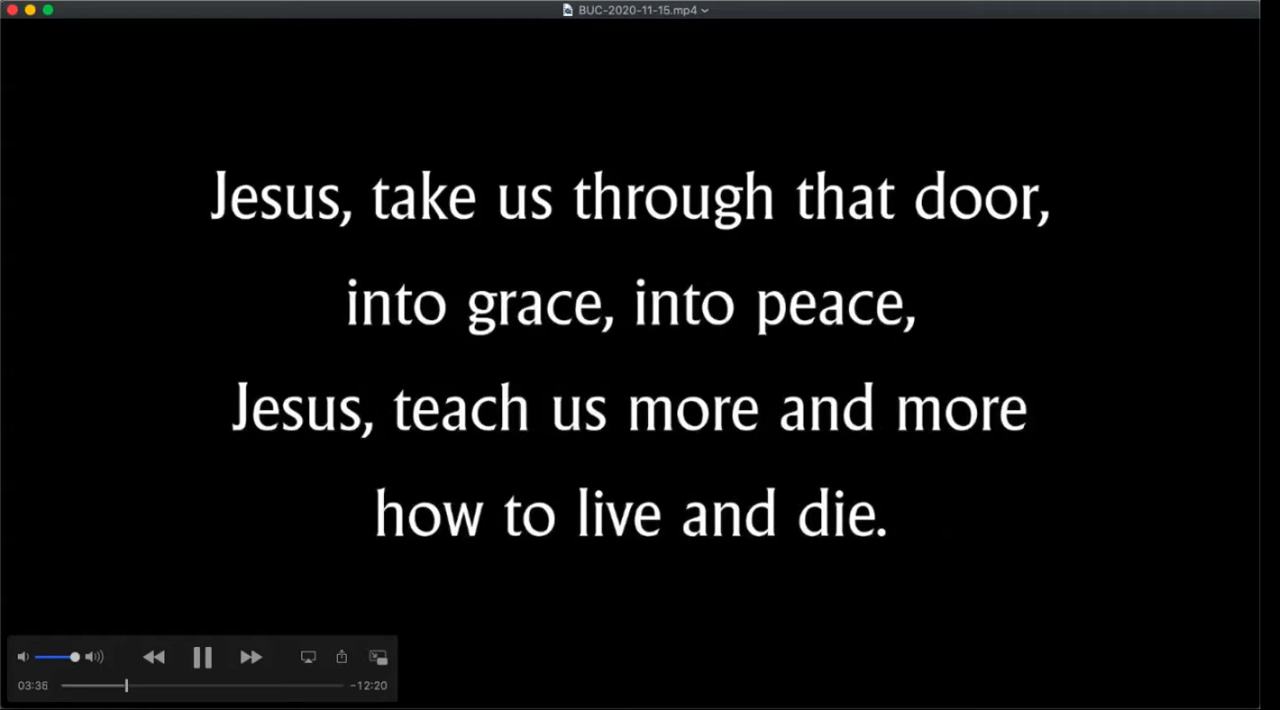 BUC-2020-11-15.mp4
Jesus, take us through that door,
into grace, into peace,
Jesus, teach us more and more
how to live and die.
03:36
-12:20